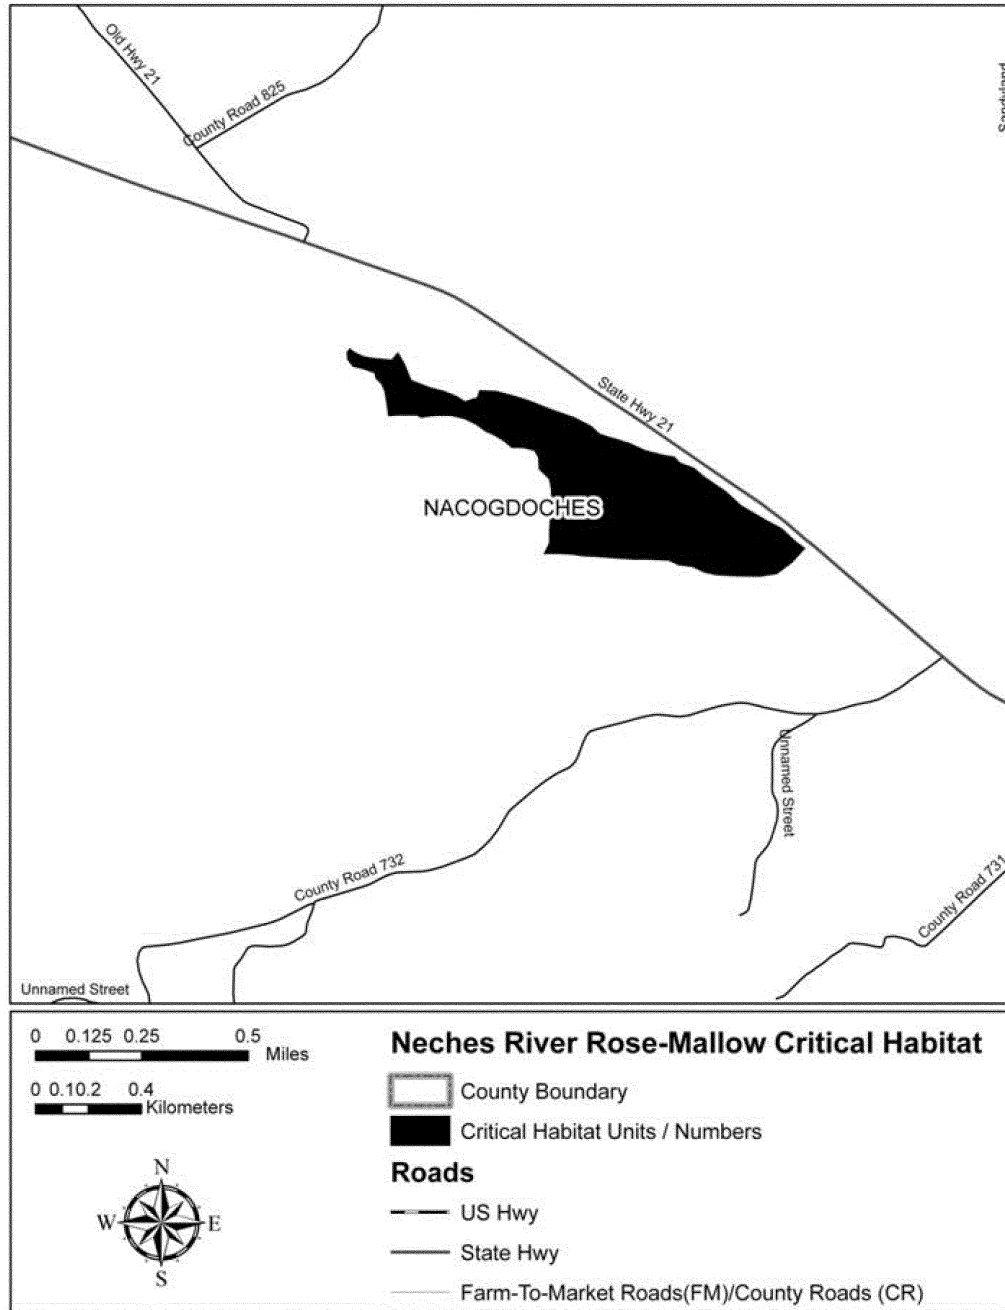 Old Hwy 21
County Road 825
Sandyland
State Hwy 21
NACOGDOCHES
Unnamed Street
County Road 732
County Road 731
Unnamed Street
0 0.125 0.25 0.5
Miles
0 0.10.2 0.4
Kilometers
N
W E
S
Neches River Rose-Mallow Critical Habitat
County Boundary
Critical Habitat Units / Numbers
Roads
US Hwy
State Hwy
Farm-To-Market Roads(FM)/County Roads (CR)